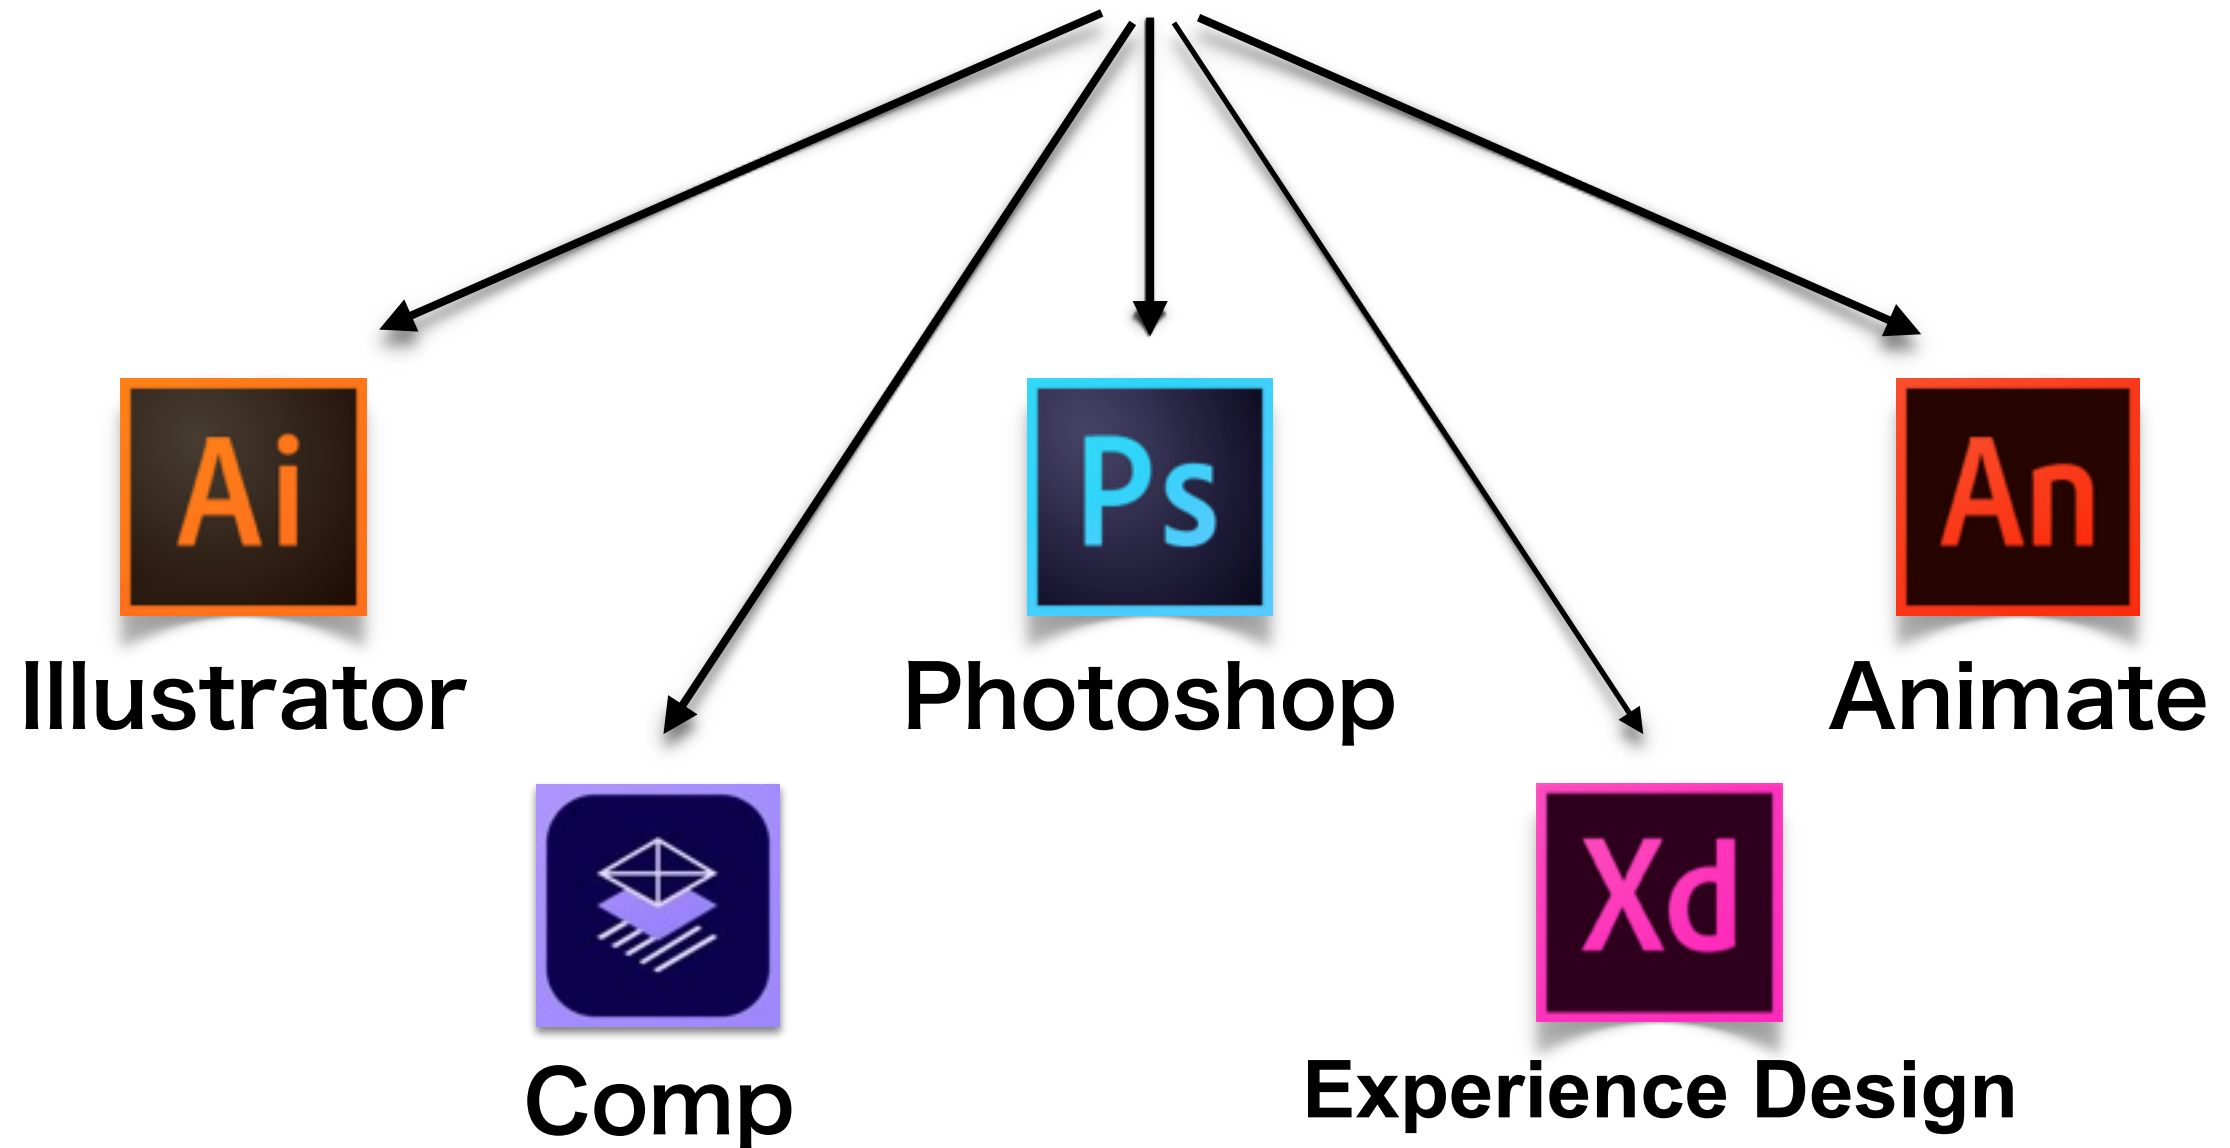 Ai
Ps
An
Illustrator
Photoshop
Animate
Xd
Comp
Experience Design